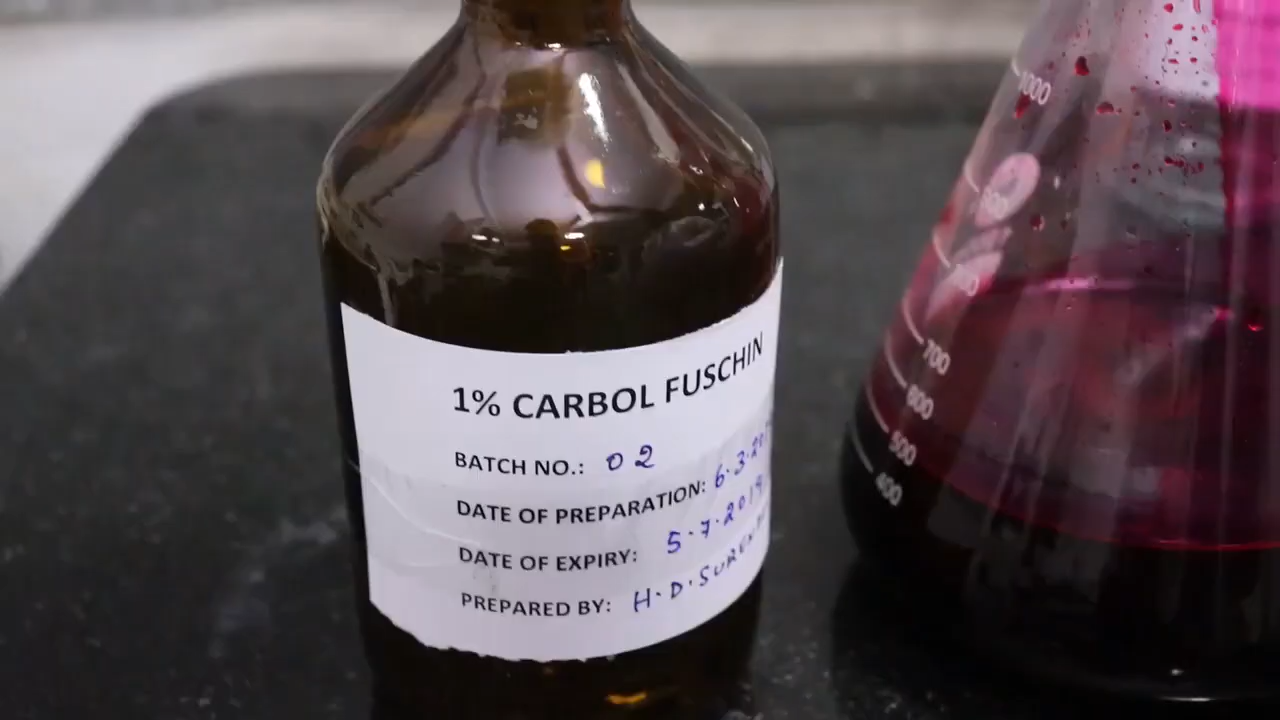 1% CARBOL FUSCHIN
BATCH NO.: 02
DATE OF PREPARATION: 6.3.
DATE OF EXPIRY: 5.7.2019
PREPARED BY: H.D.
1000
700
600
500
400